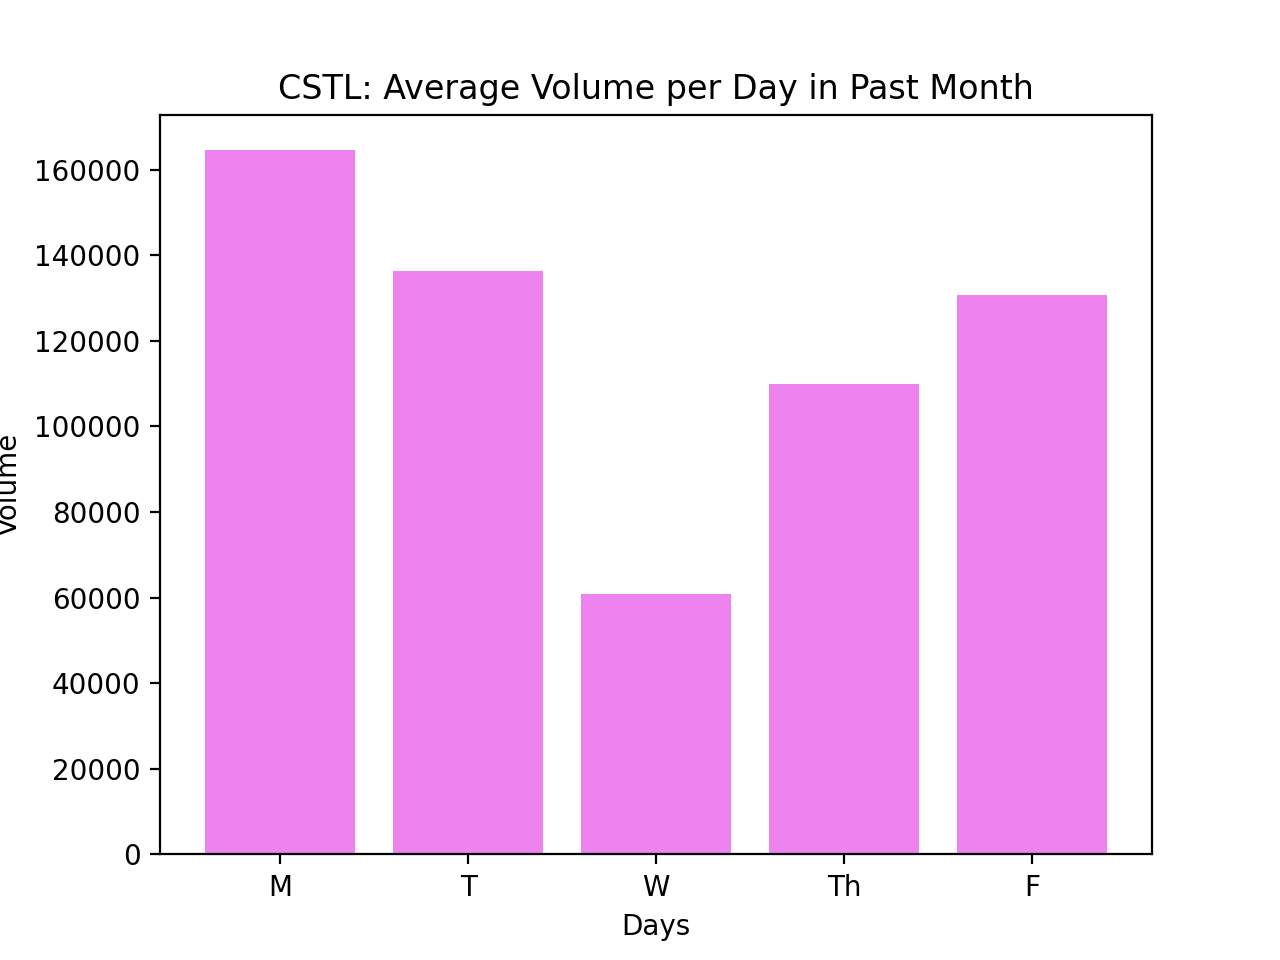 CSTL: Average Volume per Day in Past Month
160000
140000
120000
100000
80000
60000
40000
20000
0
Volume
M T W Th F
Days